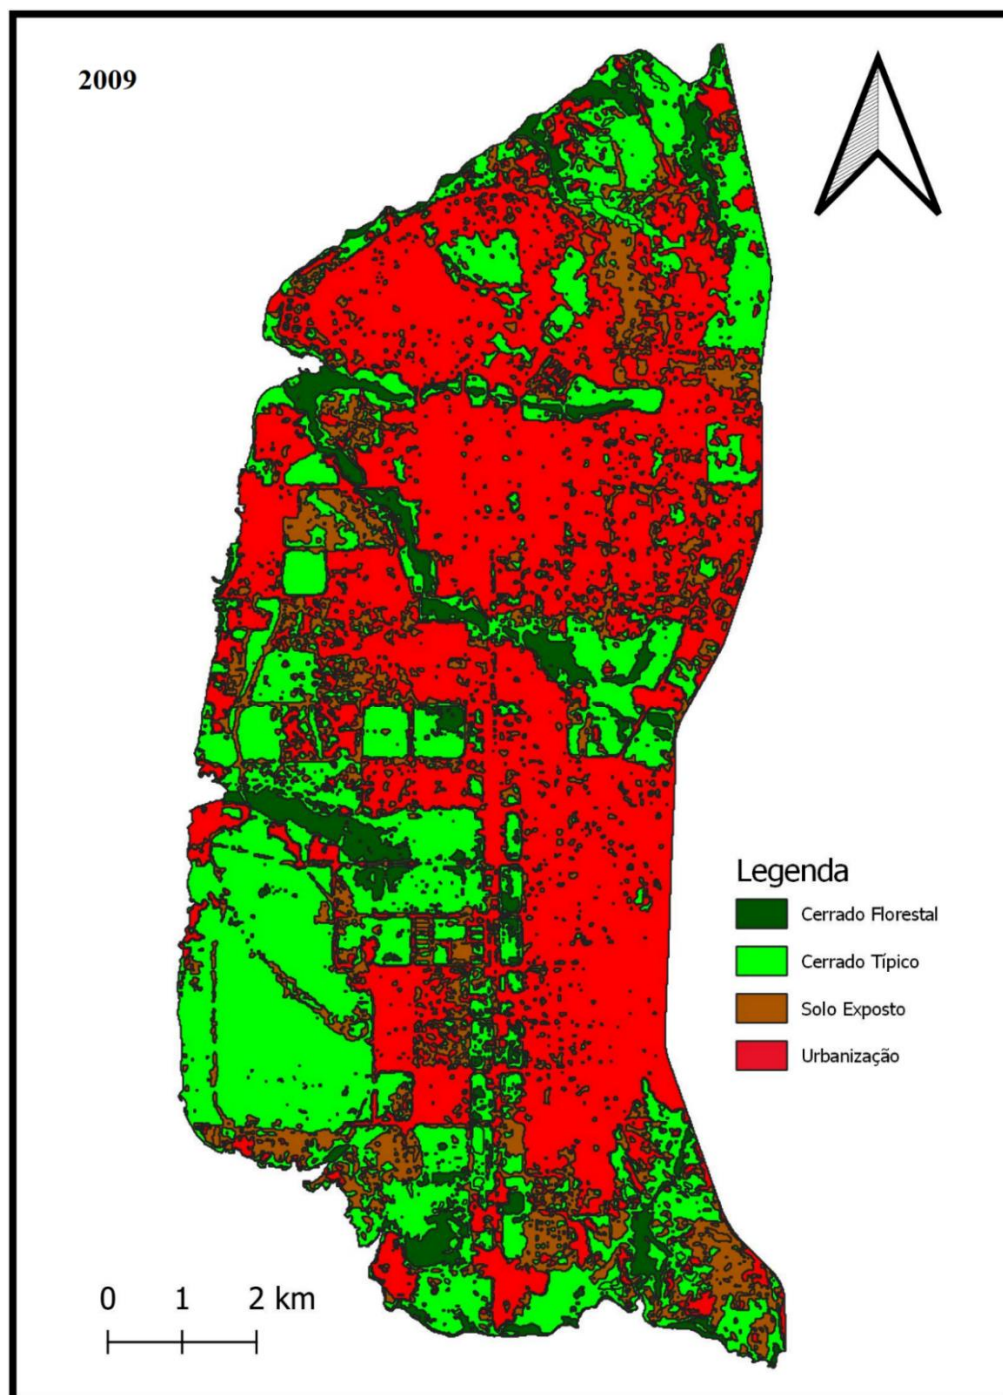 2009
Legenda
Cerrado Florestal
Cerrado Típico
Solo Exposto
Urbanização
0 1 2 km